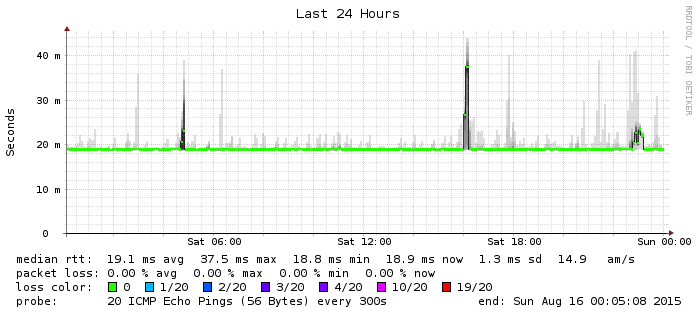 Last 24 Hours
RRDTOOL / TOBI OETIKER
Seconds
40 m
30 m
20 m
10 m
0
Sat 06:00 Sat 12:00 Sat 18:00 Sun 00:00
median rtt: 19.1 ms avg 37.5 ms max 18.8 ms min 18.9 ms now 1.3 ms sd 14.9 am/s
packet loss: 0.00 % avg 0.00 % max 0.00 % min 0.00 % now
loss color: 0 1/20 2/20 3/20 4/20 10/20 19/20
probe: 20 ICMP Echo Pings (56 Bytes) every 300s end: Sun Aug 16 00:05:08 2015